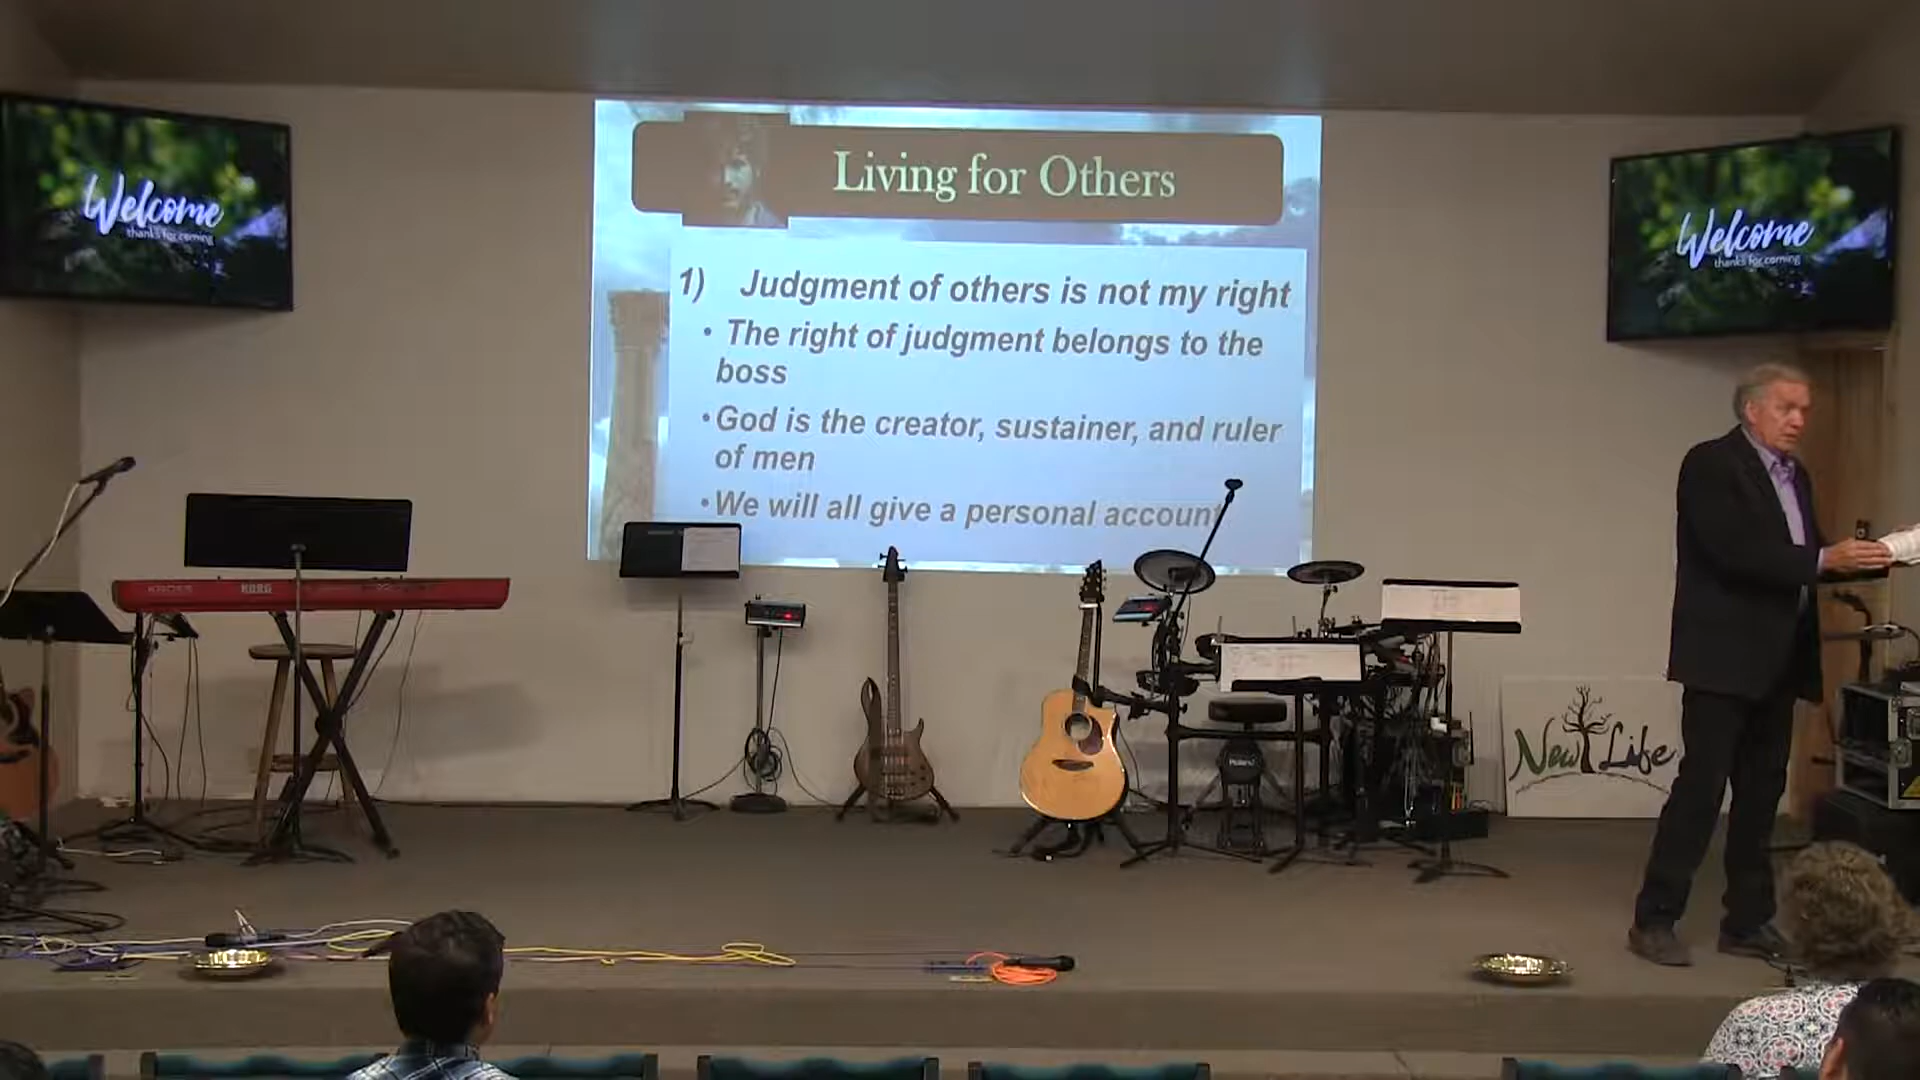 Welcome
thanks for coming
Living for Others
1) Judgment of others is not my right
• The right of judgment belongs to the
boss
• God is the creator, sustainer, and ruler
of men
• We will all give a personal account
Welcome
thanks for coming
KROSS KORG
Roland
New Life